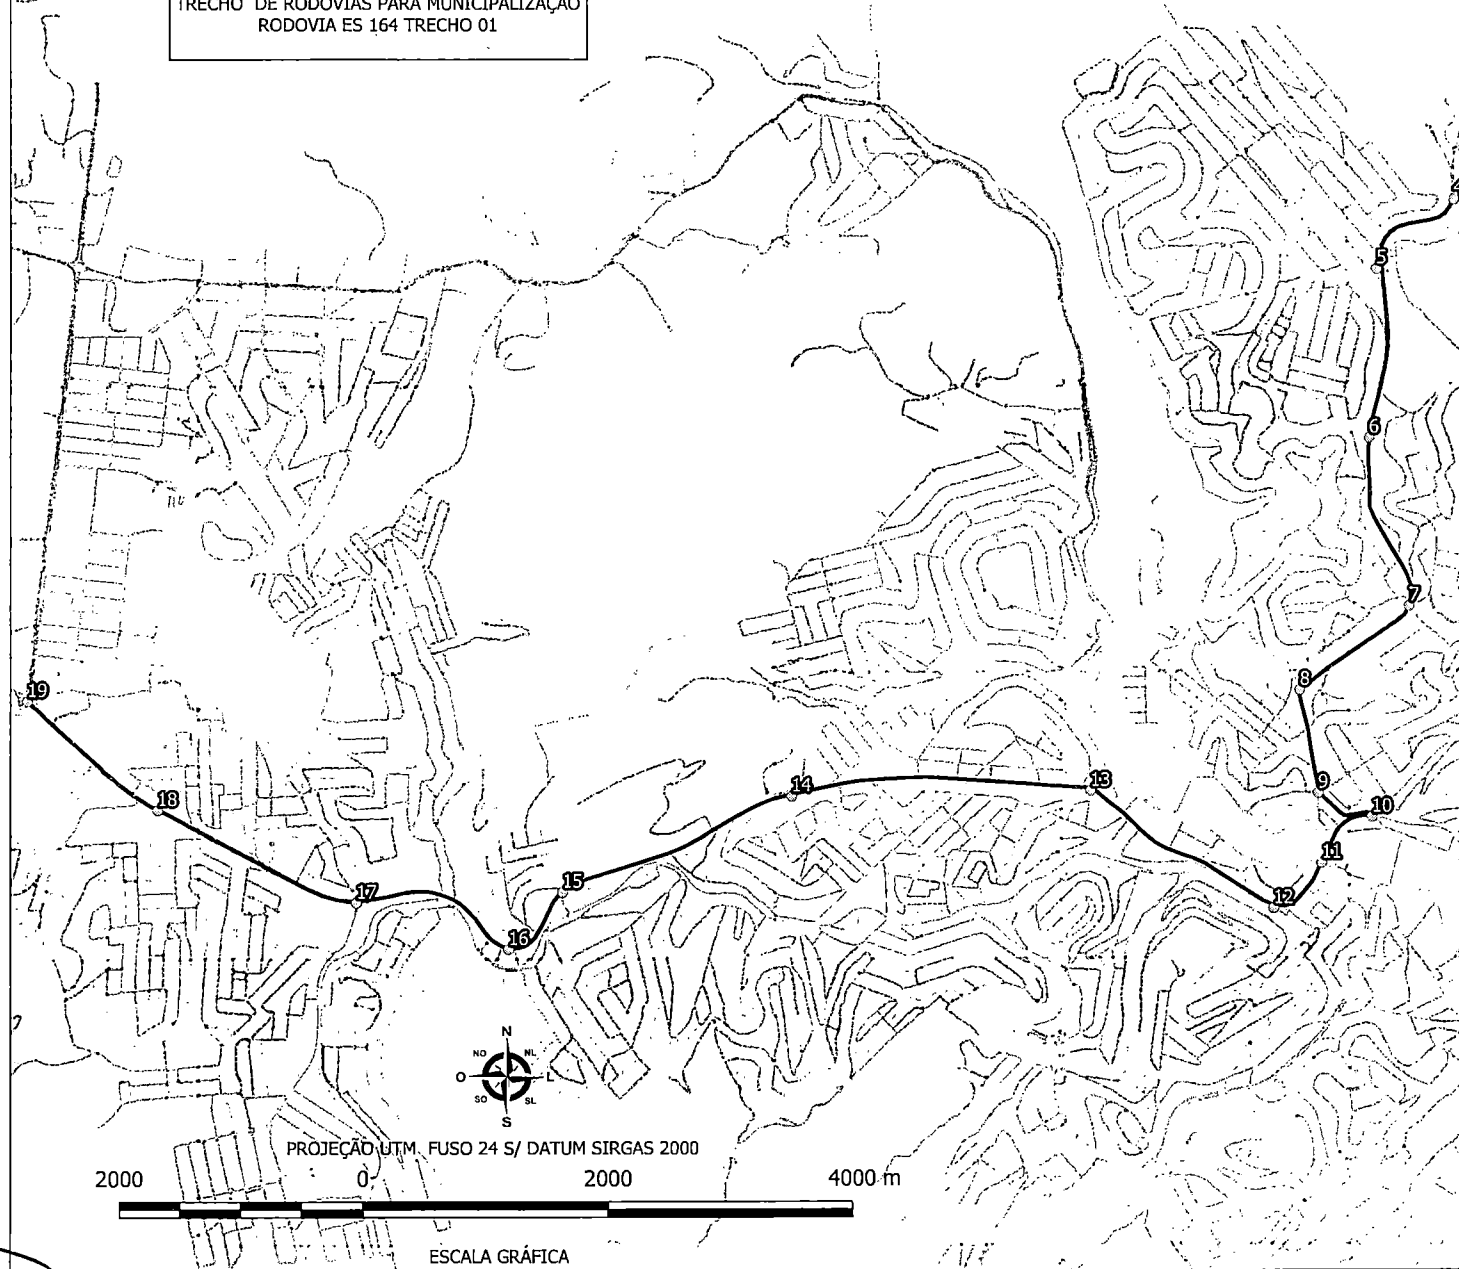 TRECHO DE RODOVIAS PARA MUNICIPALIZAÇÃO
RODOVIA ES 164 TRECHO 01
4
5
6
7
8
9
10
11
12
13
14
15
16
17
18
19
N
NO NL
O L
SO SL
S
PROJEÇÃO UTM FUSO 24 S/ DATUM SIRGAS 2000
2000 0 2000 4000 m
ESCALA GRÁFICA